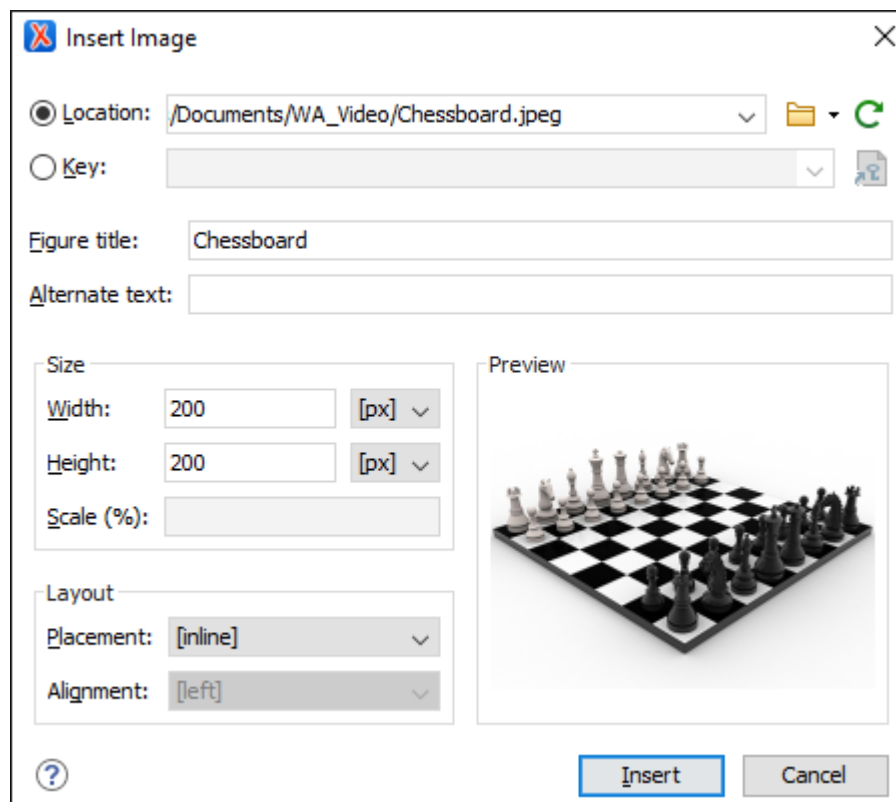 Insert Image
Location: /Documents/WA_Video/Chessboard.jpeg
Key:
Figure title: Chessboard
Alternate text:
Size
Width: 200 [px]
Height: 200 [px]
Scale (%):
Layout
Placement: [inline]
Alignment: [left]
Preview
? Insert Cancel